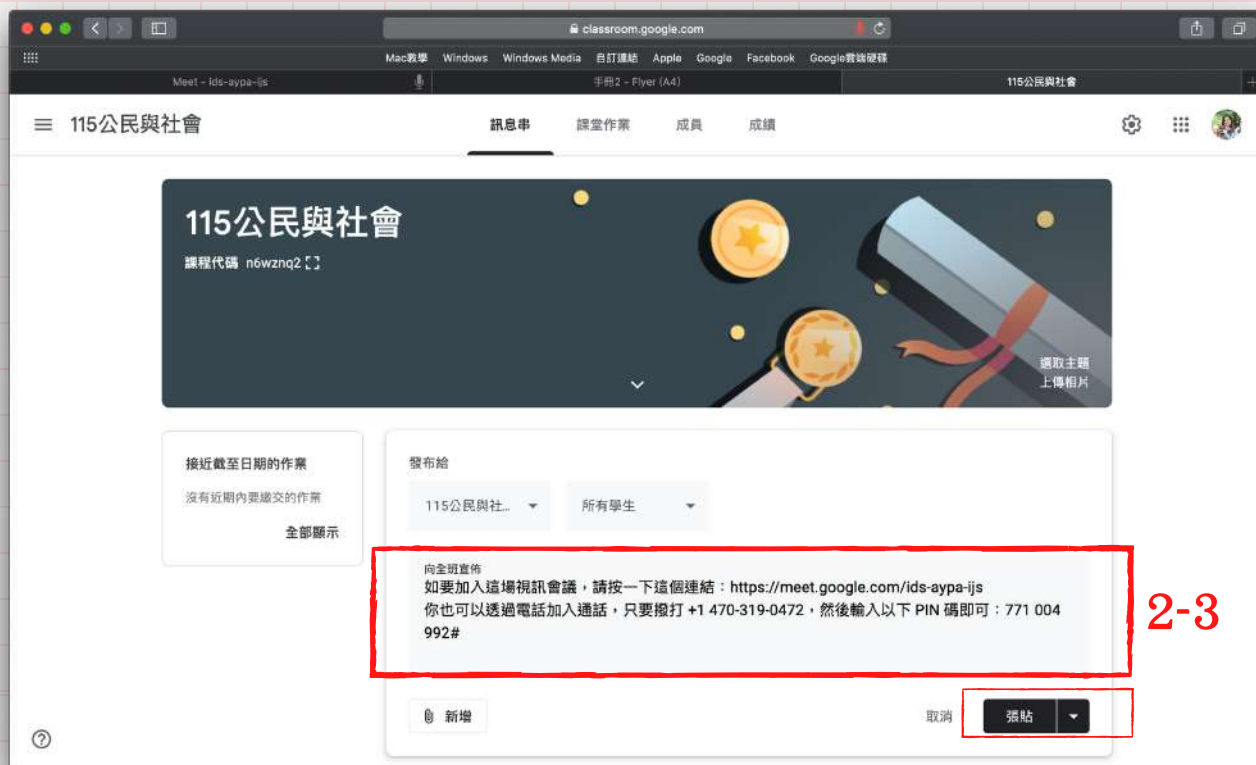 classroom.google.com
Mac教學 Windows Windows Media 自訂連結 Apple Google Facebook Google雲端硬碟
Meet – ids-aypa-ijs
手冊2 – Flyer (A4)
115公民與社會
115公民與社會
訊息串 課堂作業 成員 成績
115公民與社會
課程代碼 n6wznq2
選取主題
上傳相片
接近截至日期的作業
沒有近期內要繳交的作業
全部顯示
發布給
115公民與社... 所有學生
向全班宣佈
如要加入這場視訊會議，請按一下這個連結：https://meet.google.com/ids-aypa-ijs
你也可以透過電話加入通話，只要撥打 +1 470-319-0472，然後輸入以下 PIN 碼即可：771 004
992#
2-3
新增
取消 張貼